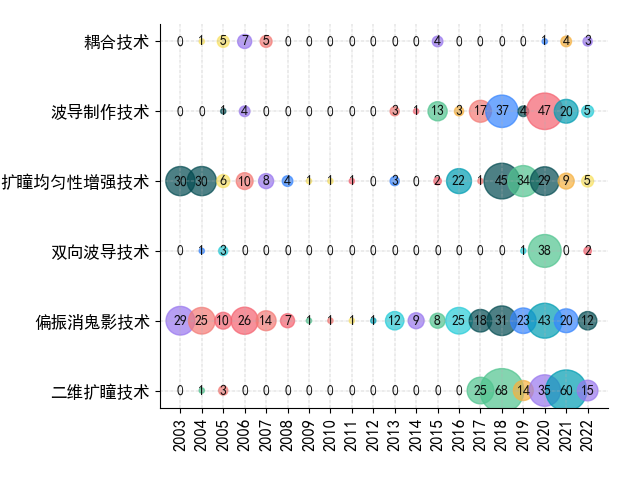 耦合技术 0 1 5 7 5 0 0 0 0 0 0 0 4 0 0 0 0 1 4 3
波导制作技术 0 0 1 4 0 0 0 0 0 0 3 1 13 3 17 37 4 47 20 5
扩瞳均匀性增强技术 30 30 6 10 8 4 1 1 1 0 3 0 2 22 1 45 34 29 9 5
双向波导技术 0 1 3 0 0 0 0 0 0 0 0 0 0 0 0 0 1 38 0 2
偏振消鬼影技术 29 25 10 26 14 7 1 1 1 1 12 9 8 25 18 31 23 43 20 12
二维扩瞳技术 0 1 3 0 0 0 0 0 0 0 0 0 0 0 25 68 14 35 60 15
2003 2004 2005 2006 2007 2008 2009 2010 2011 2012 2013 2014 2015 2016 2017 2018 2019 2020 2021 2022